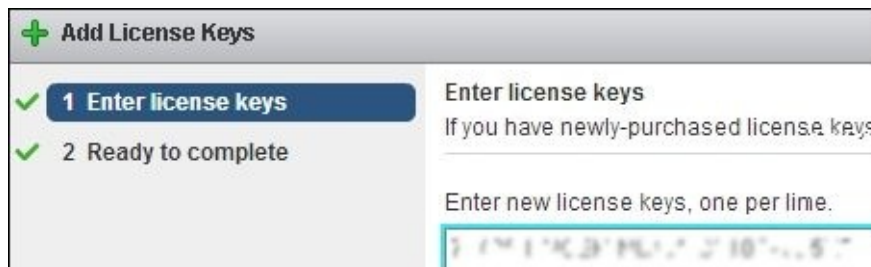 Add License Keys
1 Enter license keys
2 Ready to complete
Enter license keys
If you have newly-purchased license keys
Enter new license keys, one per lime.